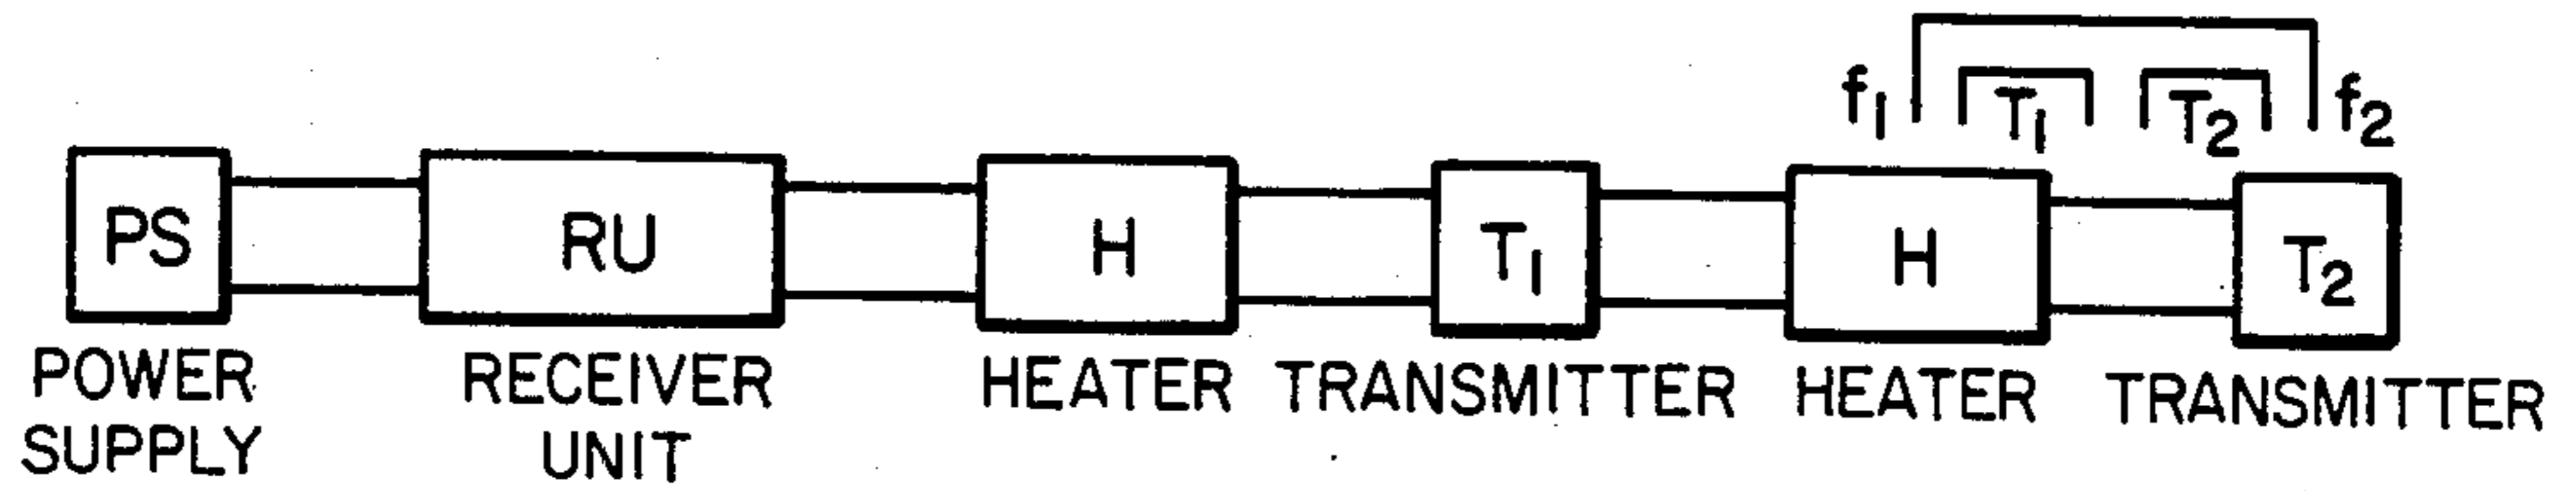 f₁ T₁ T₂ f₂
PS RU H T₁ H T₂
POWER SUPPLY
RECEIVER UNIT
HEATER TRANSMITTER HEATER TRANSMITTER